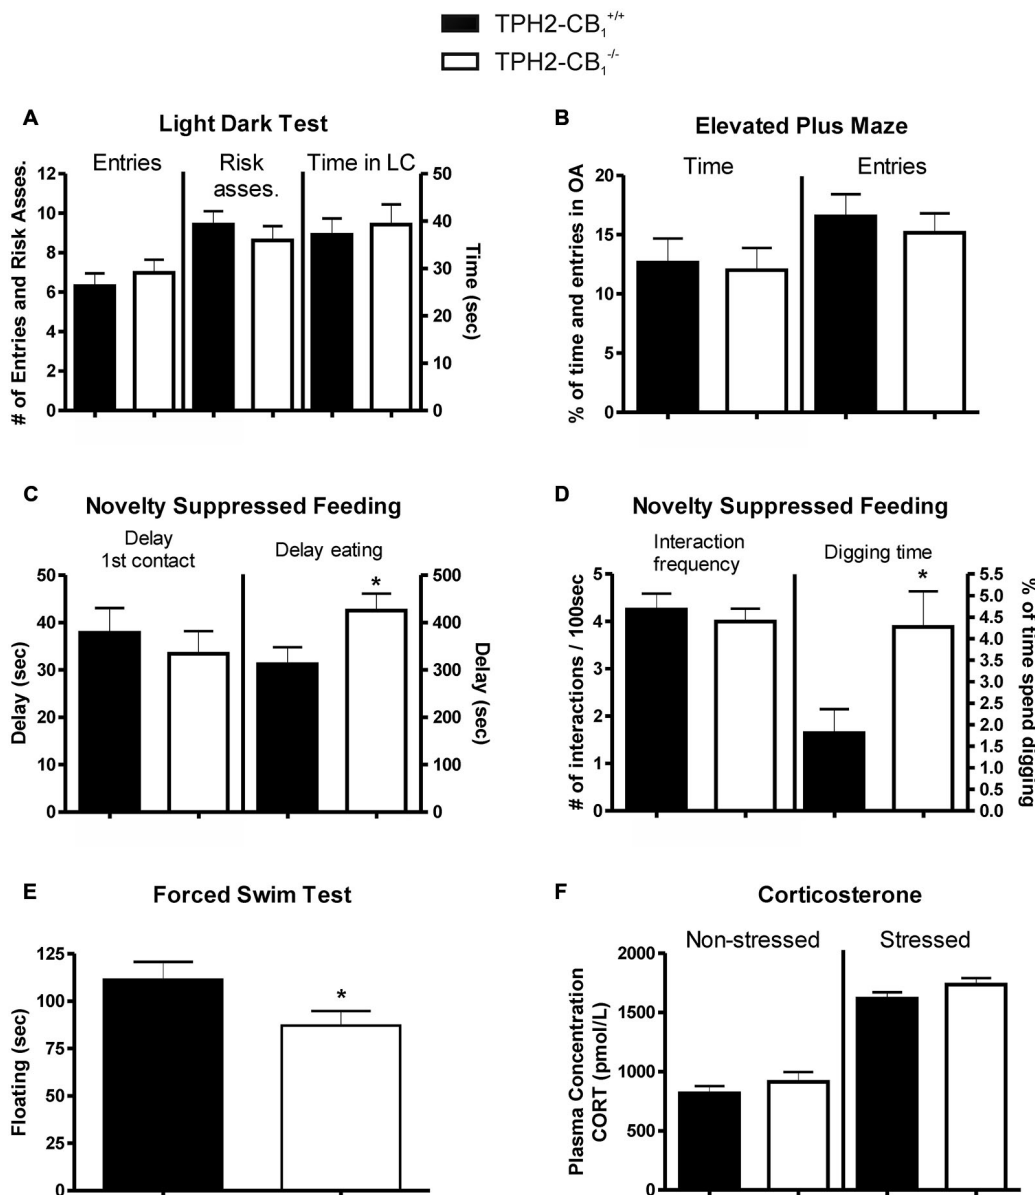 TPH2-CB₁⁺/⁺
TPH2-CB₁⁻/⁻
A
Light Dark Test
Entries
Risk
asses.
Time in LC
# of Entries and Risk Asses.
12
10
8
6
4
2
0
50
40
30
20
10
0
Time (sec)
B
Elevated Plus Maze
Time
Entries
% of time and entries in OA
20
15
10
5
0
C
Novelty Suppressed Feeding
Delay
1st contact
Delay eating
Delay (sec)
50
40
30
20
10
0
*
500
400
300
200
100
0
Delay
(sec)
D
Novelty Suppressed Feeding
Interaction
frequency
Digging time
# of interactions / 100sec
5
4
3
2
1
0
*
5.5
5.0
4.5
4.0
3.5
3.0
2.5
2.0
1.5
1.0
0.5
0.0
% of time spend digging
E
Forced Swim Test
Floating (sec)
125
100
75
50
25
0
*
F
Corticosterone
Non-stressed
Stressed
Plasma Concentration
CORT (pmol/L)
2000
1500
1000
500
0